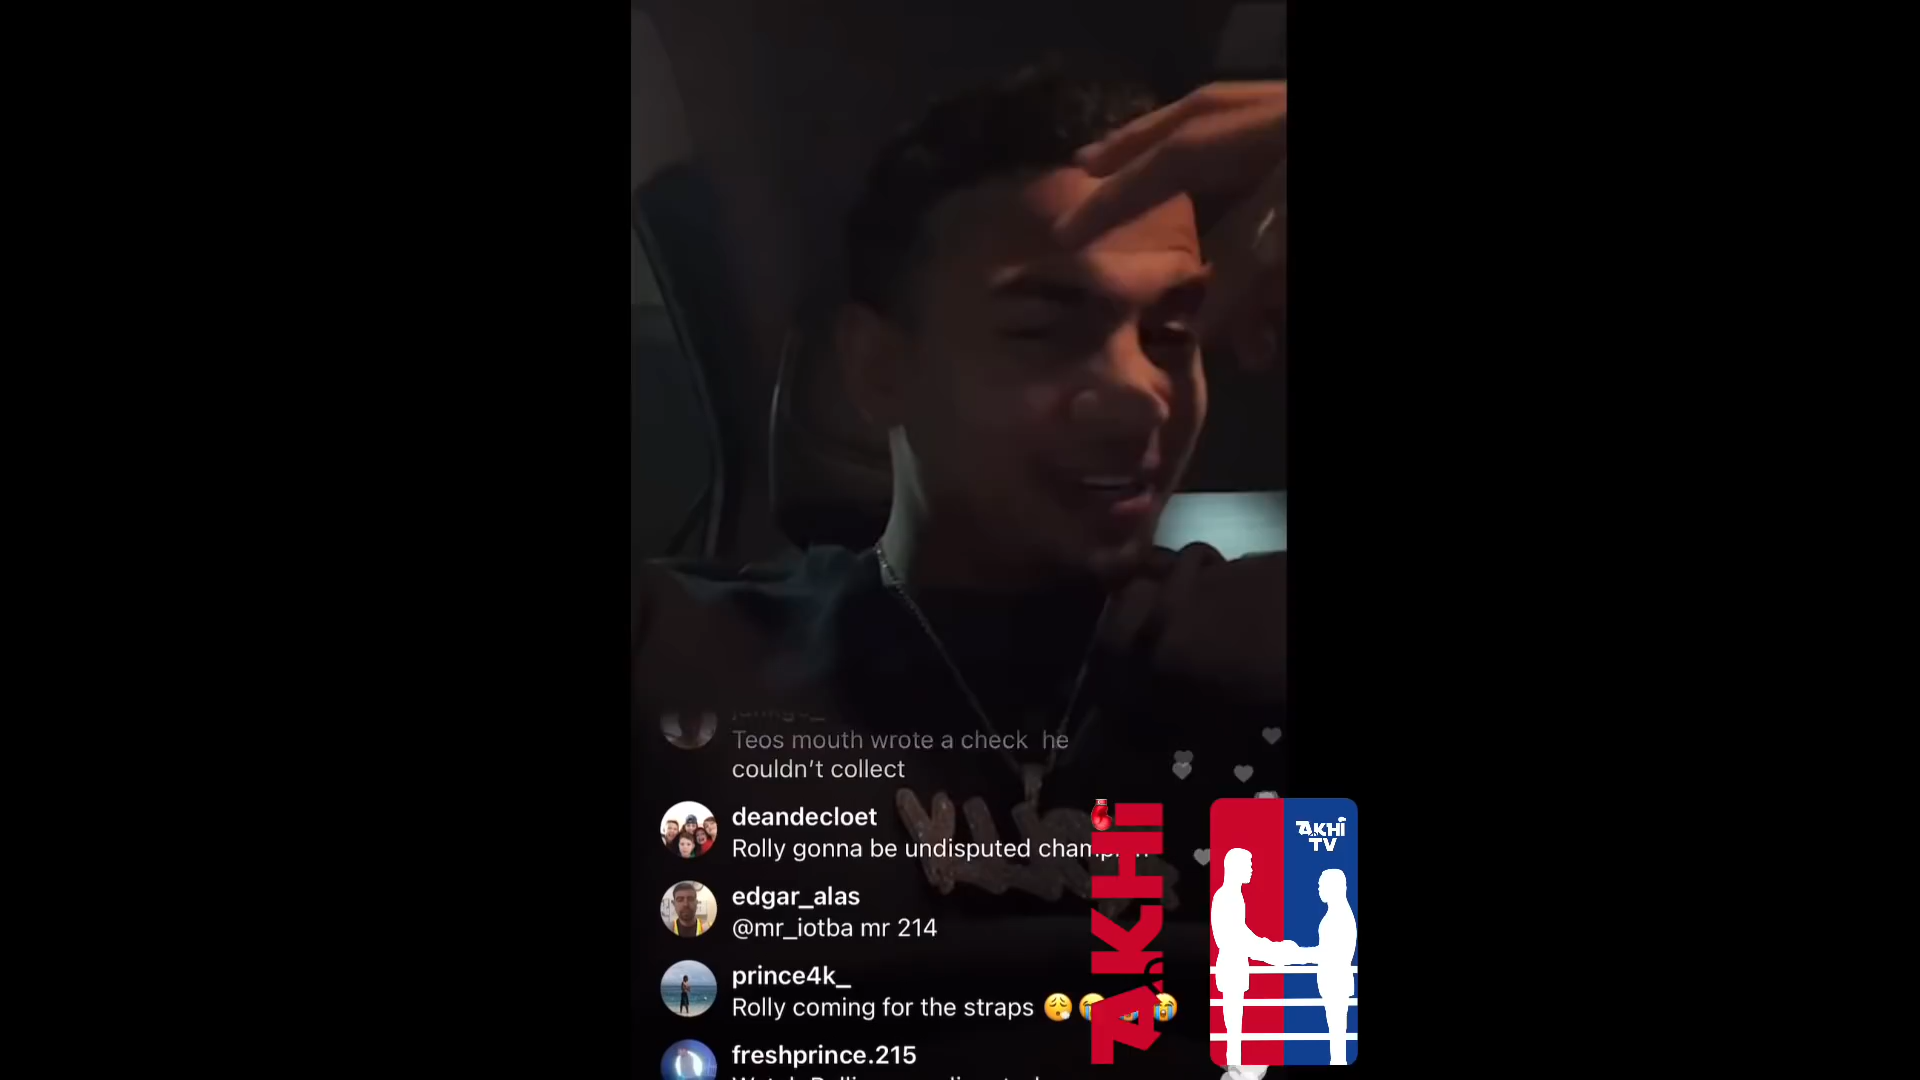 Teos mouth wrote a check he
couldn't collect
deandecloet
Rolly gonna be undisputed champion
edgar_alas
@mr_iotba mr 214
prince4k_
Rolly coming for the straps 😮‍💨😭😭😭
freshprince.215
AKHi
AKHi
TV